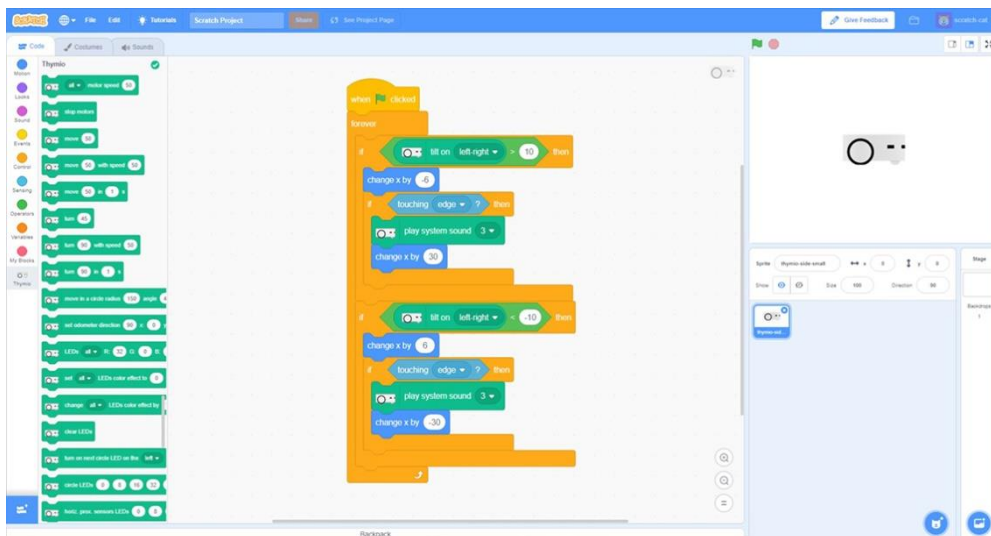 SCRATCH
File Edit Tutorials Scratch Project Share See Project Page Give Feedback scratch-cat
Code Costumes Sounds
Motion
Looks
Sound
Events
Control
Sensing
Operators
Variables
My Blocks
Thymio
Thymio
all motor speed 50
stop motors
move 50
move 50 with speed 50
move 50 in 1 s
turn 45
turn 90 with speed 50
turn 90 in 1 s
move in a circle radius 150 angle
set odometer direction 90 x 0 y
LEDs all R: 32 G: 0 B:
set all LEDs color effect to 0
change all LEDs color effect by
clear LEDs
turn on next circle LED on the left
circle LEDs 0 8 16 32
horiz. prox. sensors LEDs 0 0
when clicked
forever
if tilt on left-right > 10 then
change x by -6
if touching edge ? then
play system sound 3
change x by 30
if tilt on left-right < -10 then
change x by 6
if touching edge ? then
play system sound 3
change x by -30
Backpack
Sprite thymio-side-small x 0 y 0
Show Size 100 Direction 90
Stage
Backdrops